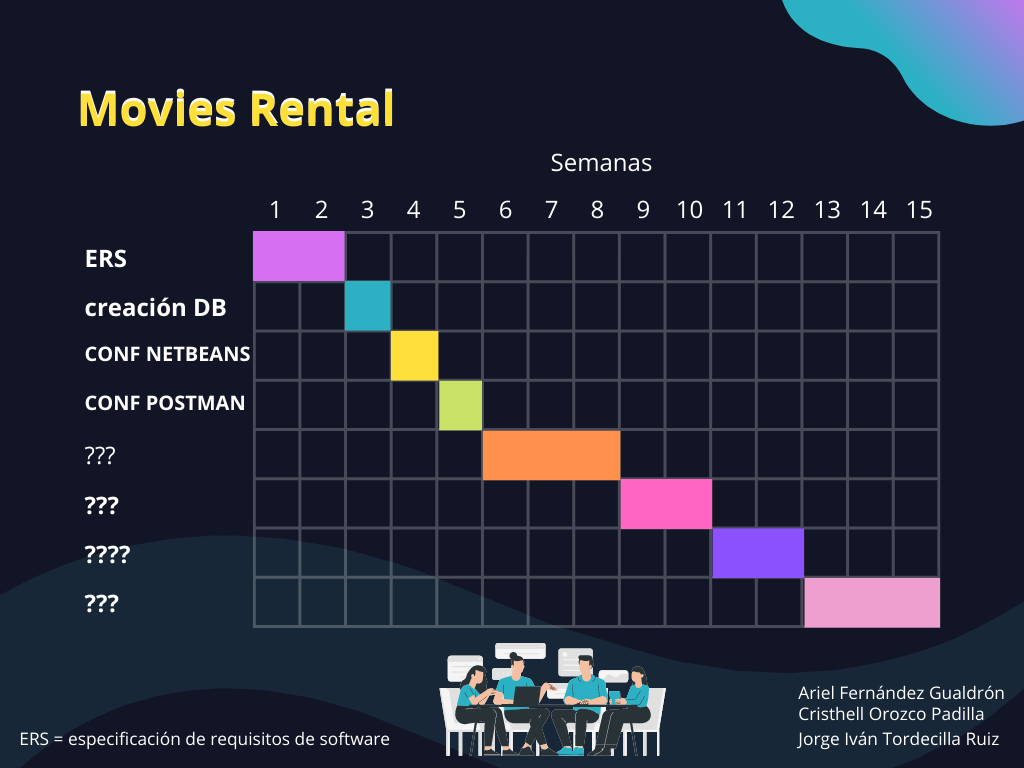 Movies Rental
Semanas
1 2 3 4 5 6 7 8 9 10 11 12 13 14 15
ERS
creación DB
CONF NETBEANS
CONF POSTMAN
???
???
????
???
Ariel Fernández Gualdrón
Cristhell Orozco Padilla
Jorge Iván Tordecilla Ruiz
ERS = especificación de requisitos de software